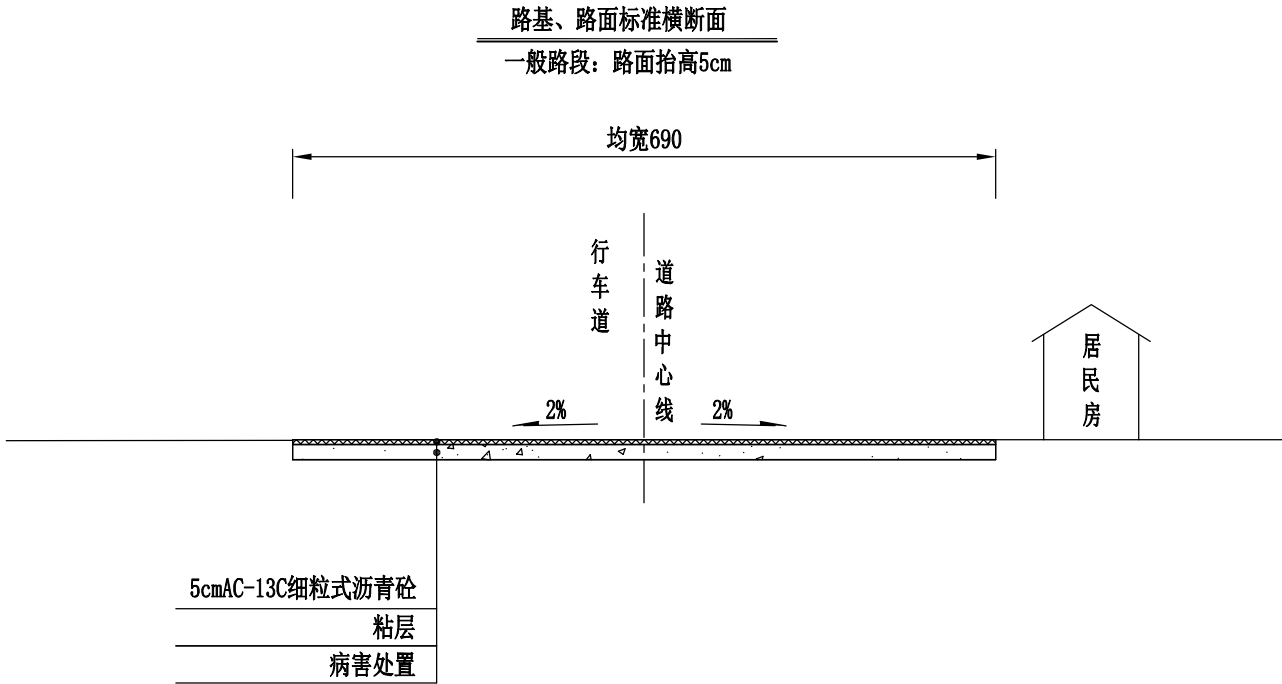 路基、路面标准横断面
一般路段：路面抬高5cm
均宽690
行车道
道路中心线
居民房
2%
2%
5cmAC-13C细粒式沥青砼
粘层
病害处置